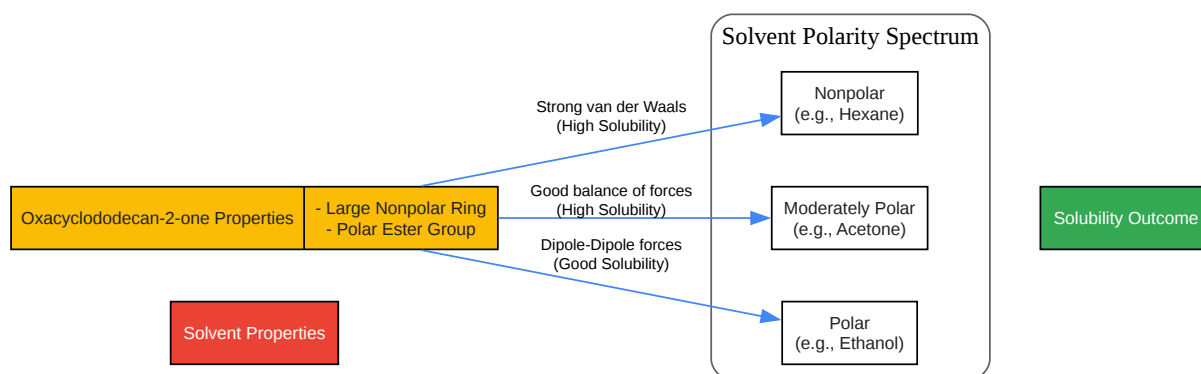 Solvent Polarity Spectrum
Nonpolar
(e.g., Hexane)
Strong van der Waals
(High Solubility)
Oxacyclododecan-2-one Properties
- Large Nonpolar Ring
- Polar Ester Group
Good balance of forces
(High Solubility)
Moderately Polar
(e.g., Acetone)
Solubility Outcome
Dipole-Dipole forces
(Good Solubility)
Solvent Properties
Polar
(e.g., Ethanol)